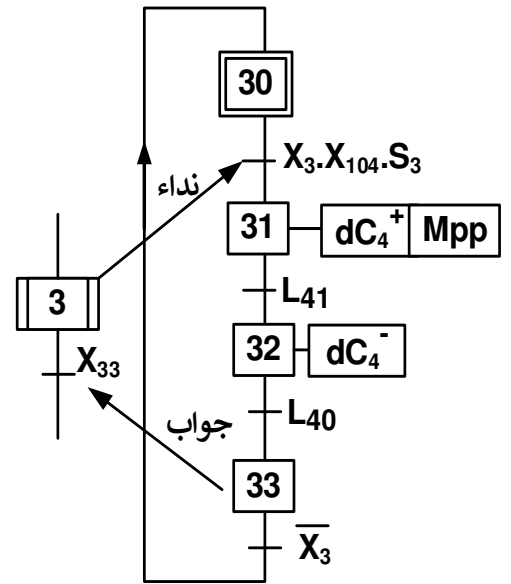 30
X₃.X₁₀₄.S₃
نداء
31 dC₄⁺ Mpp
3
L₄₁
X₃₃
32 dC₄⁻
L₄₀
جواب
33
X̅₃